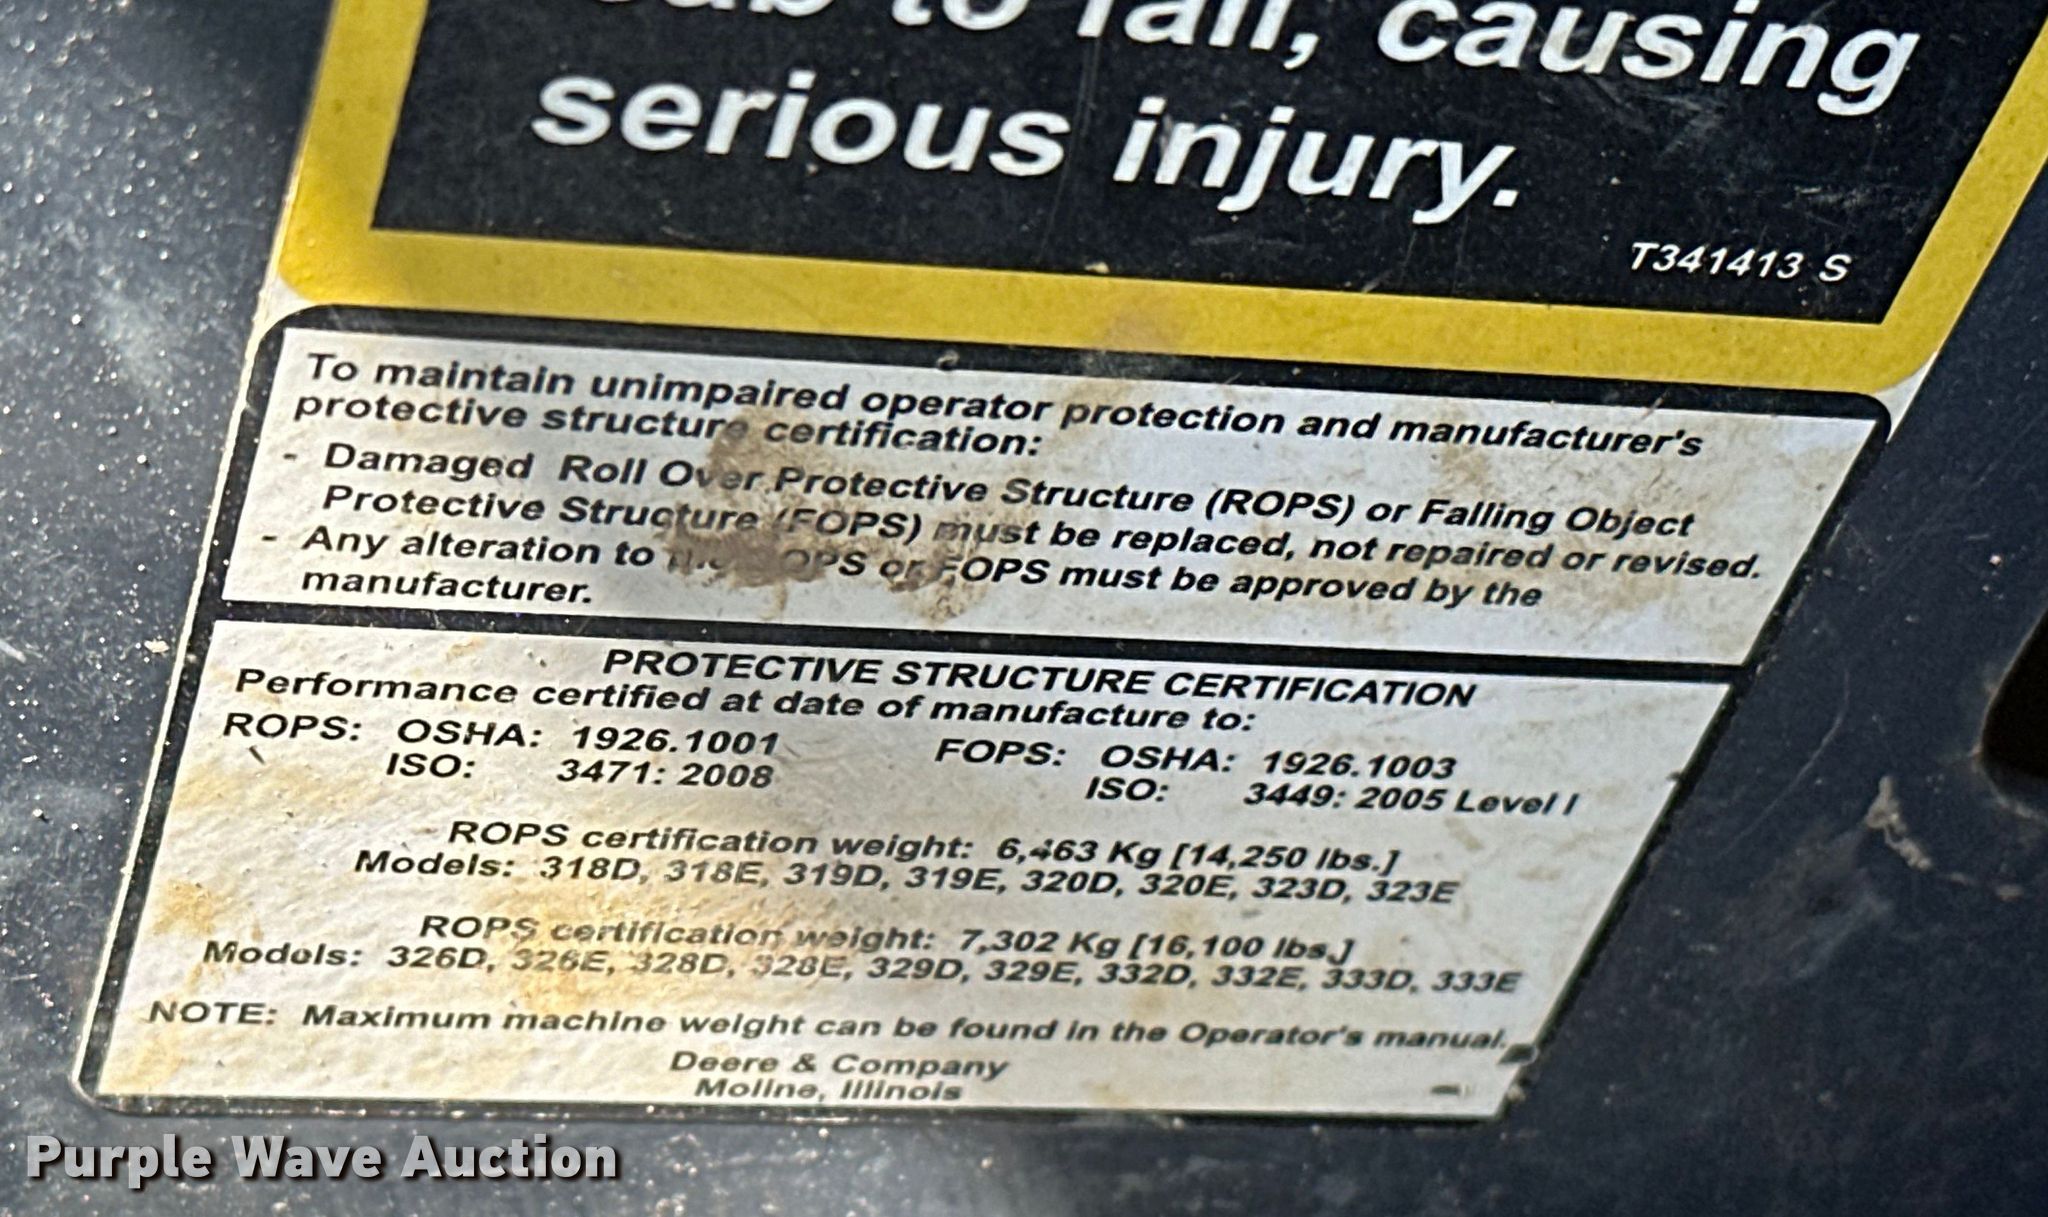 to fall, causing
serious injury.
T341413 S
To maintain unimpaired operator protection and manufacturer's
protective structure certification:
- Damaged Roll Over Protective Structure (ROPS) or Falling Object
Protective Structure (FOPS) must be replaced, not repaired or revised.
- Any alteration to the ROPS or FOPS must be approved by the
manufacturer.
PROTECTIVE STRUCTURE CERTIFICATION
Performance certified at date of manufacture to:
ROPS: OSHA: 1926.1001 FOPS: OSHA: 1926.1003
ISO: 3471: 2008 ISO: 3449: 2005 Level I
ROPS certification weight: 6,463 Kg [14,250 lbs.]
Models: 318D, 318E, 319D, 319E, 320D, 320E, 323D, 323E
ROPS certification weight: 7,302 Kg [16,100 lbs.]
Models: 326D, 326E, 328D, 328E, 329D, 329E, 332D, 332E, 333D, 333E
NOTE: Maximum machine weight can be found in the Operator's manual.
Deere & Company
Moline, Illinois
Purple Wave Auction